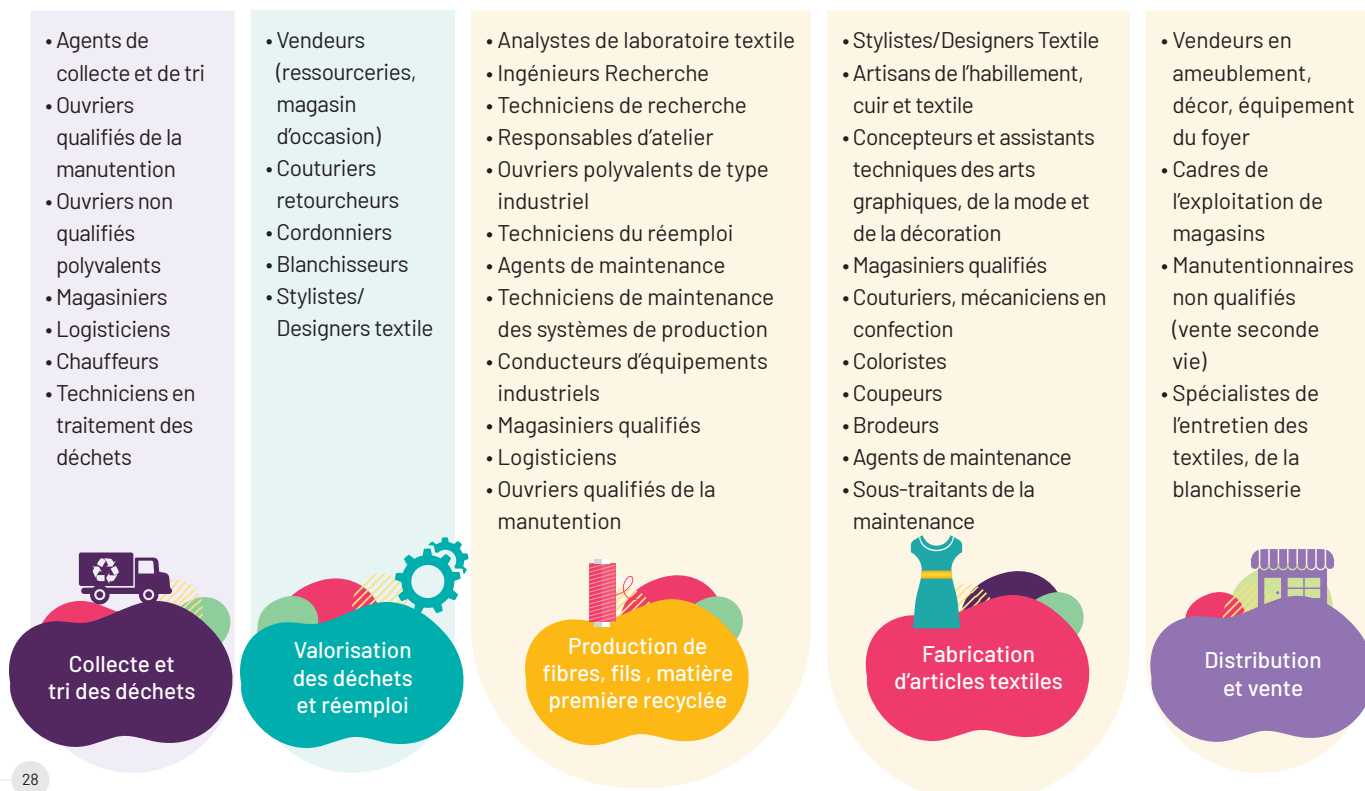 • Agents de
collecte et de tri
• Ouvriers
qualifiés de la
manutention
• Ouvriers non
qualifiés
polyvalents
• Magasiniers
• Logisticiens
• Chauffeurs
• Techniciens en
traitement des
déchets
Collecte et
tri des déchets
• Vendeurs
(ressourceries,
magasin
d’occasion)
• Couturiers
retourcheurs
• Cordonniers
• Blanchisseurs
• Stylistes/
Designers textile
Valorisation
des déchets
et réemploi
• Analystes de laboratoire textile
• Ingénieurs Recherche
• Techniciens de recherche
• Responsables d’atelier
• Ouvriers polyvalents de type
industriel
• Techniciens du réemploi
• Agents de maintenance
• Techniciens de maintenance
des systèmes de production
• Conducteurs d’équipements
industriels
• Magasiniers qualifiés
• Logisticiens
• Ouvriers qualifiés de la
manutention
Production de
fibres, fils , matière
première recyclée
• Stylistes/Designers Textile
• Artisans de l’habillement,
cuir et textile
• Concepteurs et assistants
techniques des arts
graphiques, de la mode et
de la décoration
• Magasiniers qualifiés
• Couturiers, mécaniciens en
confection
• Coloristes
• Coupeurs
• Brodeurs
• Agents de maintenance
• Sous-traitants de la
maintenance
Fabrication
d’articles textiles
• Vendeurs en
ameublement,
décor, équipement
du foyer
• Cadres de
l’exploitation de
magasins
• Manutentionnaires
non qualifiés
(vente seconde
vie)
• Spécialistes de
l’entretien des
textiles, de la
blanchisserie
Distribution
et vente
28